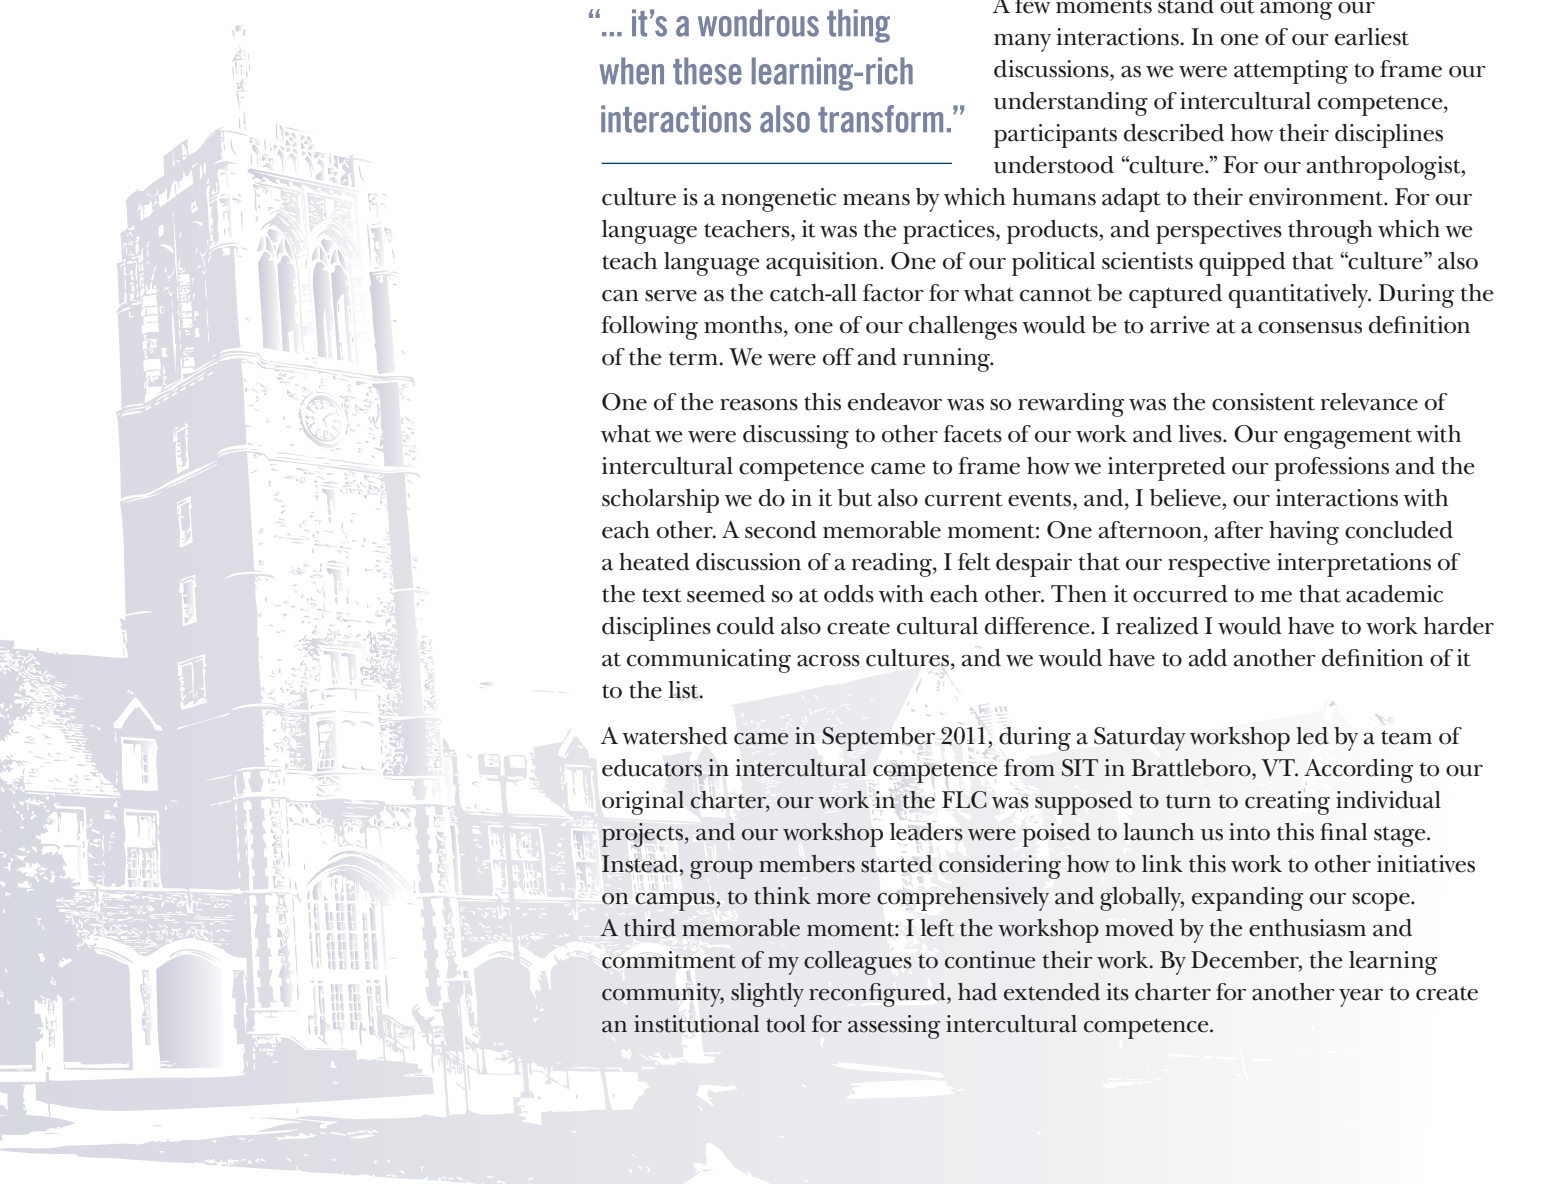 “... it’s a wondrous thing
when these learning-rich
interactions also transform.”
A few moments stand out among our
many interactions. In one of our earliest
discussions, as we were attempting to frame our
understanding of intercultural competence,
participants described how their disciplines
understood “culture.” For our anthropologist,
culture is a nongenetic means by which humans adapt to their environment. For our
language teachers, it was the practices, products, and perspectives through which we
teach language acquisition. One of our political scientists quipped that “culture” also
can serve as the catch-all factor for what cannot be captured quantitatively. During the
following months, one of our challenges would be to arrive at a consensus definition
of the term. We were off and running.
One of the reasons this endeavor was so rewarding was the consistent relevance of
what we were discussing to other facets of our work and lives. Our engagement with
intercultural competence came to frame how we interpreted our professions and the
scholarship we do in it but also current events, and, I believe, our interactions with
each other. A second memorable moment: One afternoon, after having concluded
a heated discussion of a reading, I felt despair that our respective interpretations of
the text seemed so at odds with each other. Then it occurred to me that academic
disciplines could also create cultural difference. I realized I would have to work harder
at communicating across cultures, and we would have to add another definition of it
to the list.
A watershed came in September 2011, during a Saturday workshop led by a team of
educators in intercultural competence from SIT in Brattleboro, VT. According to our
original charter, our work in the FLC was supposed to turn to creating individual
projects, and our workshop leaders were poised to launch us into this final stage.
Instead, group members started considering how to link this work to other initiatives
on campus, to think more comprehensively and globally, expanding our scope.
A third memorable moment: I left the workshop moved by the enthusiasm and
commitment of my colleagues to continue their work. By December, the learning
community, slightly reconfigured, had extended its charter for another year to create
an institutional tool for assessing intercultural competence.